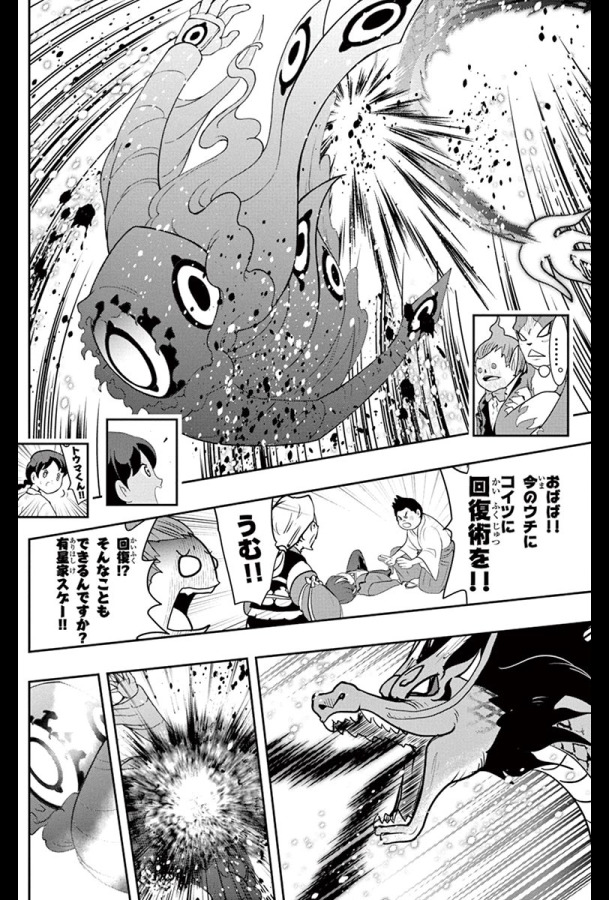 ……。
トウマくん!!
おばば!!
今のウチに
コイツに
回復術を!!
うむ!!
回復!?
そんなことも
できるんですか?
有星家スゲー!!